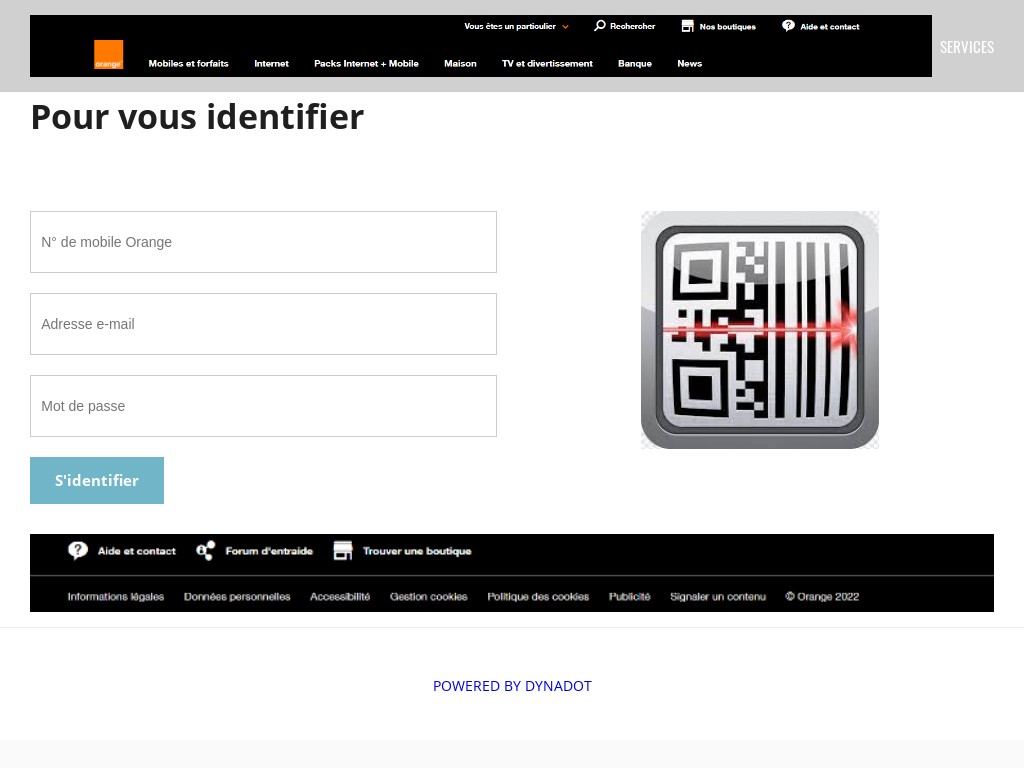 Vous êtes un particulier Rechercher Nos boutiques Aide et contact
SERVICES
orange
Mobiles et forfaits Internet Packs Internet + Mobile Maison TV et divertissement Banque News
Pour vous identifier
N° de mobile Orange
Adresse e-mail
Mot de passe
S'identifier
Aide et contact Forum d'entraide Trouver une boutique
Informations légales Données personnelles Accessibilité Gestion cookies Politique des cookies Publicité Signaler un contenu © Orange 2022
POWERED BY DYNADOT